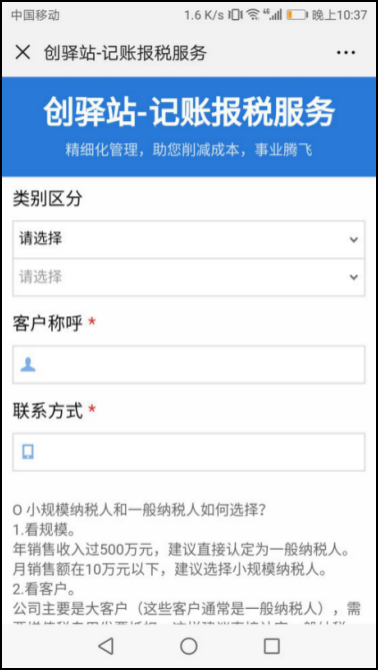 中国移动 1.6 K/s 晚上10:37
创驿站-记账报税服务
创驿站-记账报税服务
精细化管理，助您削减成本，事业腾飞
类别区分
请选择
请选择
客户称呼 *
联系方式 *
O 小规模纳税人和一般纳税人如何选择？
1.看规模。
年销售收入过500万元，建议直接认定为一般纳税人。
月销售额在10万元以下，建议选择小规模纳税人。
2.看客户。
公司主要是大客户（这些客户通常是一般纳税人），需